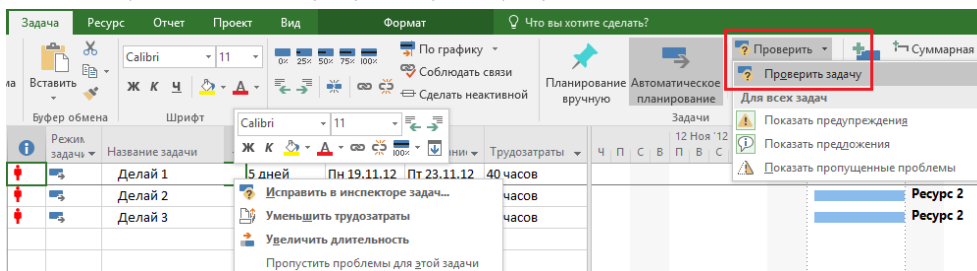 Задача Ресурс Отчет Проект Вид Формат Что вы хотите сделать?
Вставить
Calibri 11
Ж К Ч А
0× 25× 50× 75× 100×
По графику
Соблюдать связи
Сделать неактивной
Планирование вручную
Автоматическое планирование
Проверить
Суммарная
Проверить задачу
Для всех задач
Показать предупреждения
Показать предложения
Показать пропущенные проблемы
Буфер обмена Шрифт Задачи
Calibri 11
Ж К А 100×
Режим задачи Название задачи Трудозатраты
12 Ноя '12
Ч П С В П В С
Делай 1 5 дней Пн 19.11.12 Пт 23.11.12 40 часов
Делай 2 часов Ресурс 2
Делай 3 часов Ресурс 2
Исправить в инспекторе задач...
Уменьшить трудозатраты
Увеличить длительность
Пропустить проблемы для этой задачи